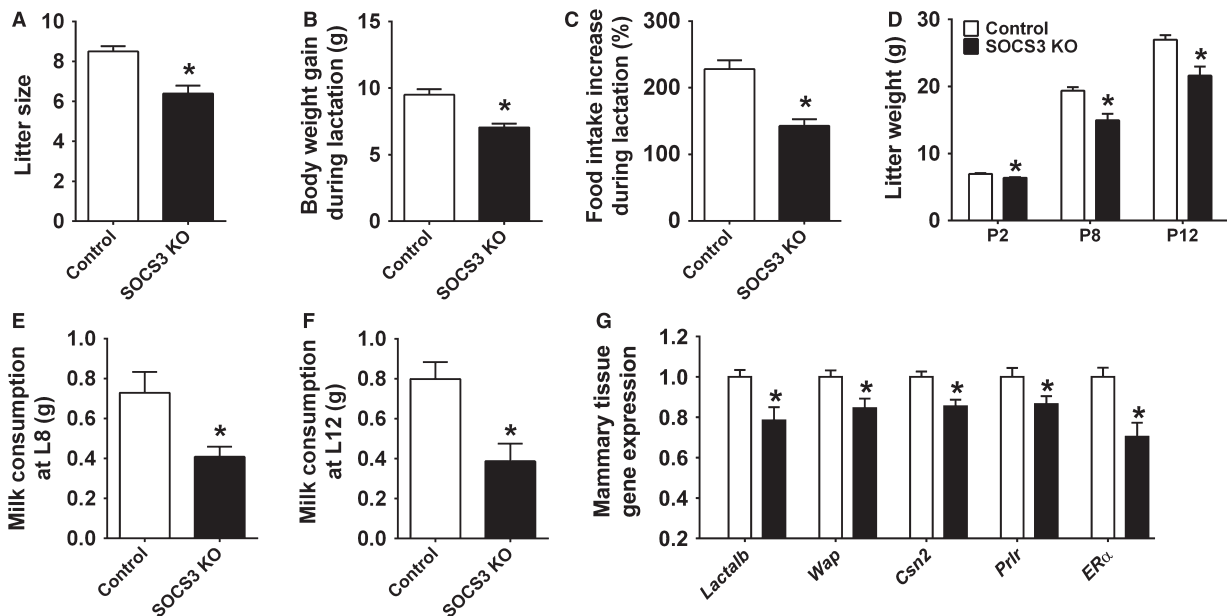 A
Litter size
10
8
6
4
2
0
*
Control
SOCS3 KO
B
Body weight gain
during lactation (g)
15
10
5
0
*
Control
SOCS3 KO
C
Food intake increase
during lactation (%)
300
200
100
0
*
Control
SOCS3 KO
D
Litter weight (g)
30
20
10
0
Control
SOCS3 KO
*
*
*
P2
P8
P12
E
Milk consumption
at L8 (g)
1.0
0.8
0.6
0.4
0.2
0.0
*
Control
SOCS3 KO
F
Milk consumption
at L12 (g)
1.0
0.8
0.6
0.4
0.2
0.0
*
Control
SOCS3 KO
G
Mammary tissue
gene expression
1.2
1.0
0.8
0.6
0.4
0.2
*
*
*
*
*
Lactalb
Wap
Csn2
Prlr
ERα